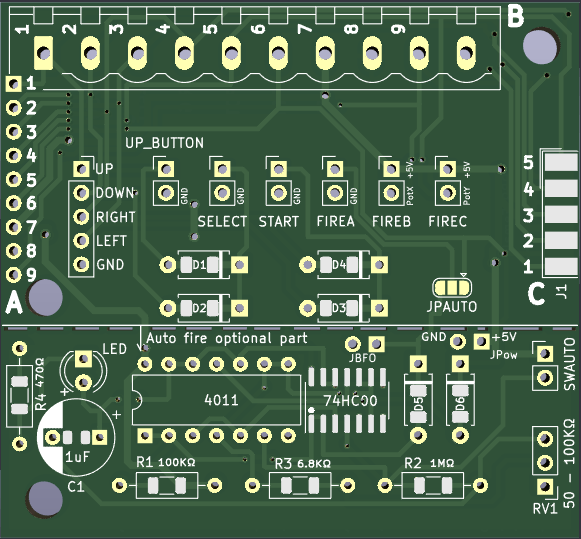 1 2 3 4 5 6 7 8 9 B
1
2
3
4
5
6
7
8
9
A
UP_BUTTON
UP
DOWN
RIGHT
LEFT
GND
GND GND GND GND PotX +5V PotY +5V
SELECT START FIREA FIREB FIREC
5
4
3
2
1
C J1
D1 D4
D2 D3
JPAUTO
Auto fire optional part
LED
JBFO
GND +5V
JPow
SWAUTO
R4 470Ω
+
+
4011
74HC00
D5 D6
1uF
C1
R1 100KΩ
R3 6.8KΩ
R2 1MΩ
50 - 100KΩ
RV1